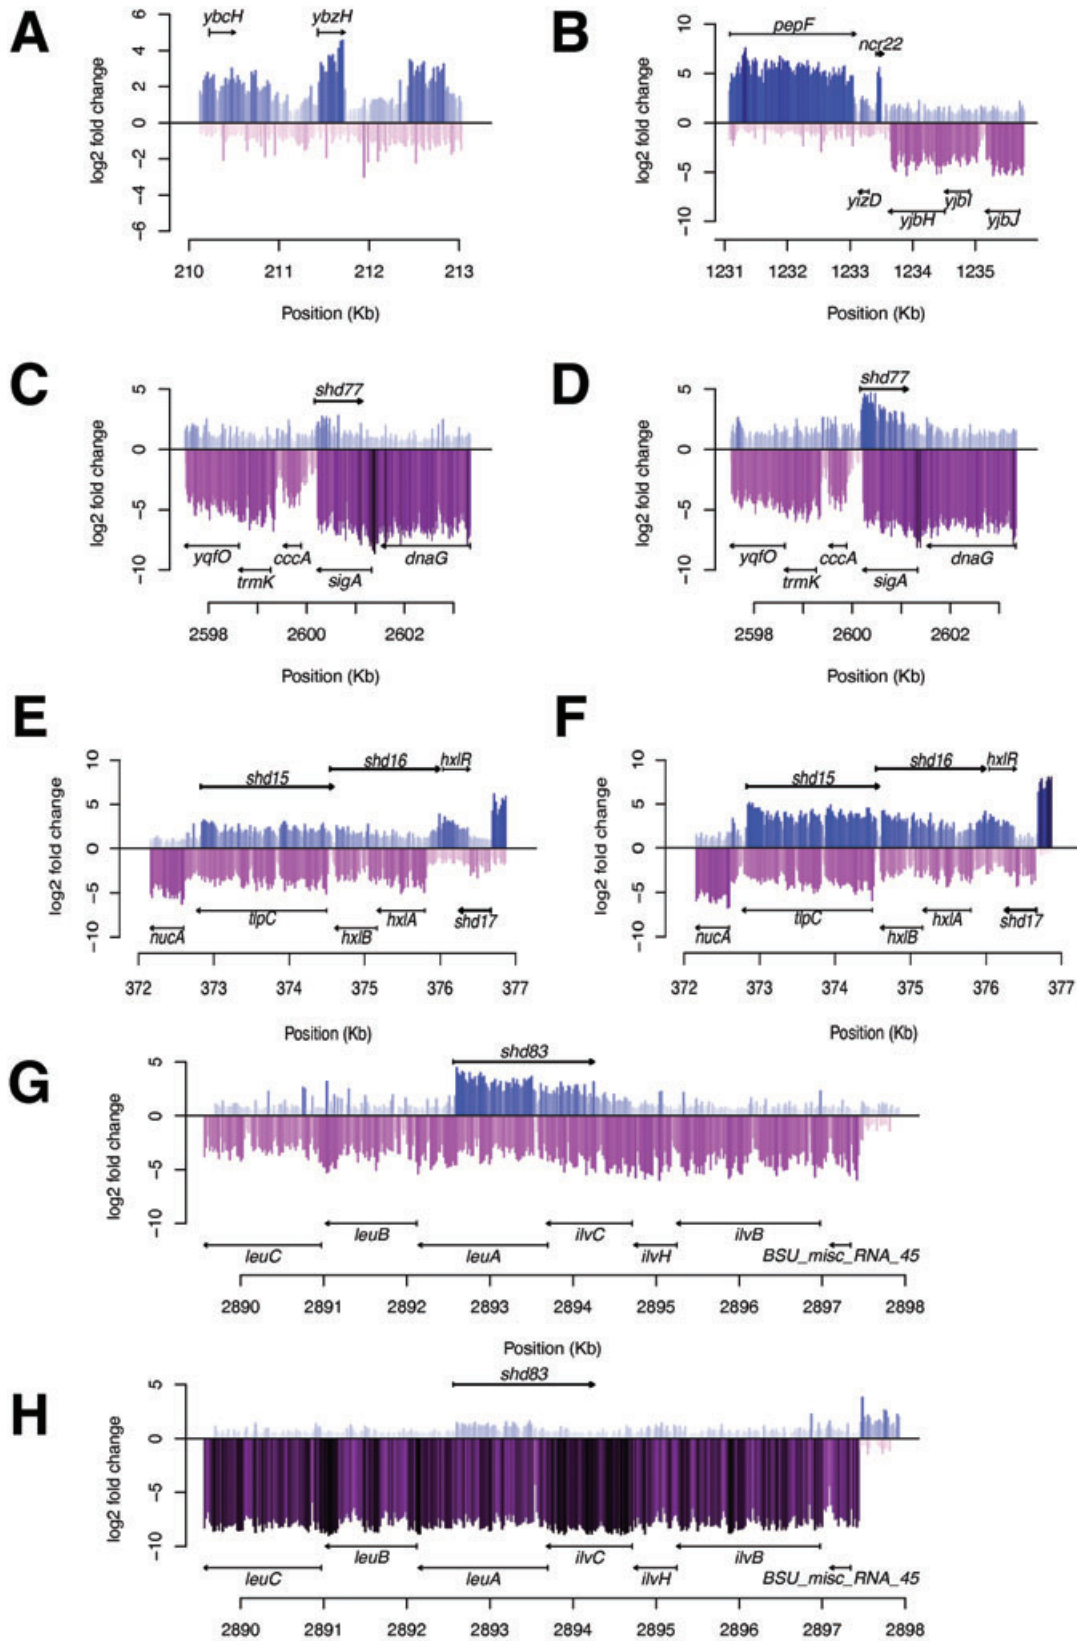 A
ybcH
ybzH
log2 fold change
6
4
2
0
−2
−4
−6
210
211
212
213
Position (Kb)
B
pepF
ncr22
log2 fold change
10
5
0
−5
−10
yizD
yjbI
yjbH
yjbJ
1231
1232
1233
1234
1235
Position (Kb)
C
shd77
log2 fold change
5
0
−5
−10
yqfO
cccA
dnaG
trmK
sigA
2598
2600
2602
Position (Kb)
D
shd77
log2 fold change
5
0
−5
−10
yqfO
cccA
dnaG
trmK
sigA
2598
2600
2602
Position (Kb)
E
shd16
hxlR
shd15
log2 fold change
10
5
0
−5
−10
tlpC
hxlA
shd17
nucA
hxlB
372
373
374
375
376
377
Position (Kb)
F
shd16
hxlR
shd15
log2 fold change
10
5
0
−5
−10
tlpC
hxlA
shd17
nucA
hxlB
372
373
374
375
376
377
Position (Kb)
G
shd83
log2 fold change
5
0
−5
−10
leuB
ilvC
ilvB
leuC
leuA
ilvH
BSU_misc_RNA_45
2890
2891
2892
2893
2894
2895
2896
2897
2898
Position (Kb)
H
shd83
log2 fold change
5
0
−5
−10
leuB
ilvC
ilvB
leuC
leuA
ilvH
BSU_misc_RNA_45
2890
2891
2892
2893
2894
2895
2896
2897
2898